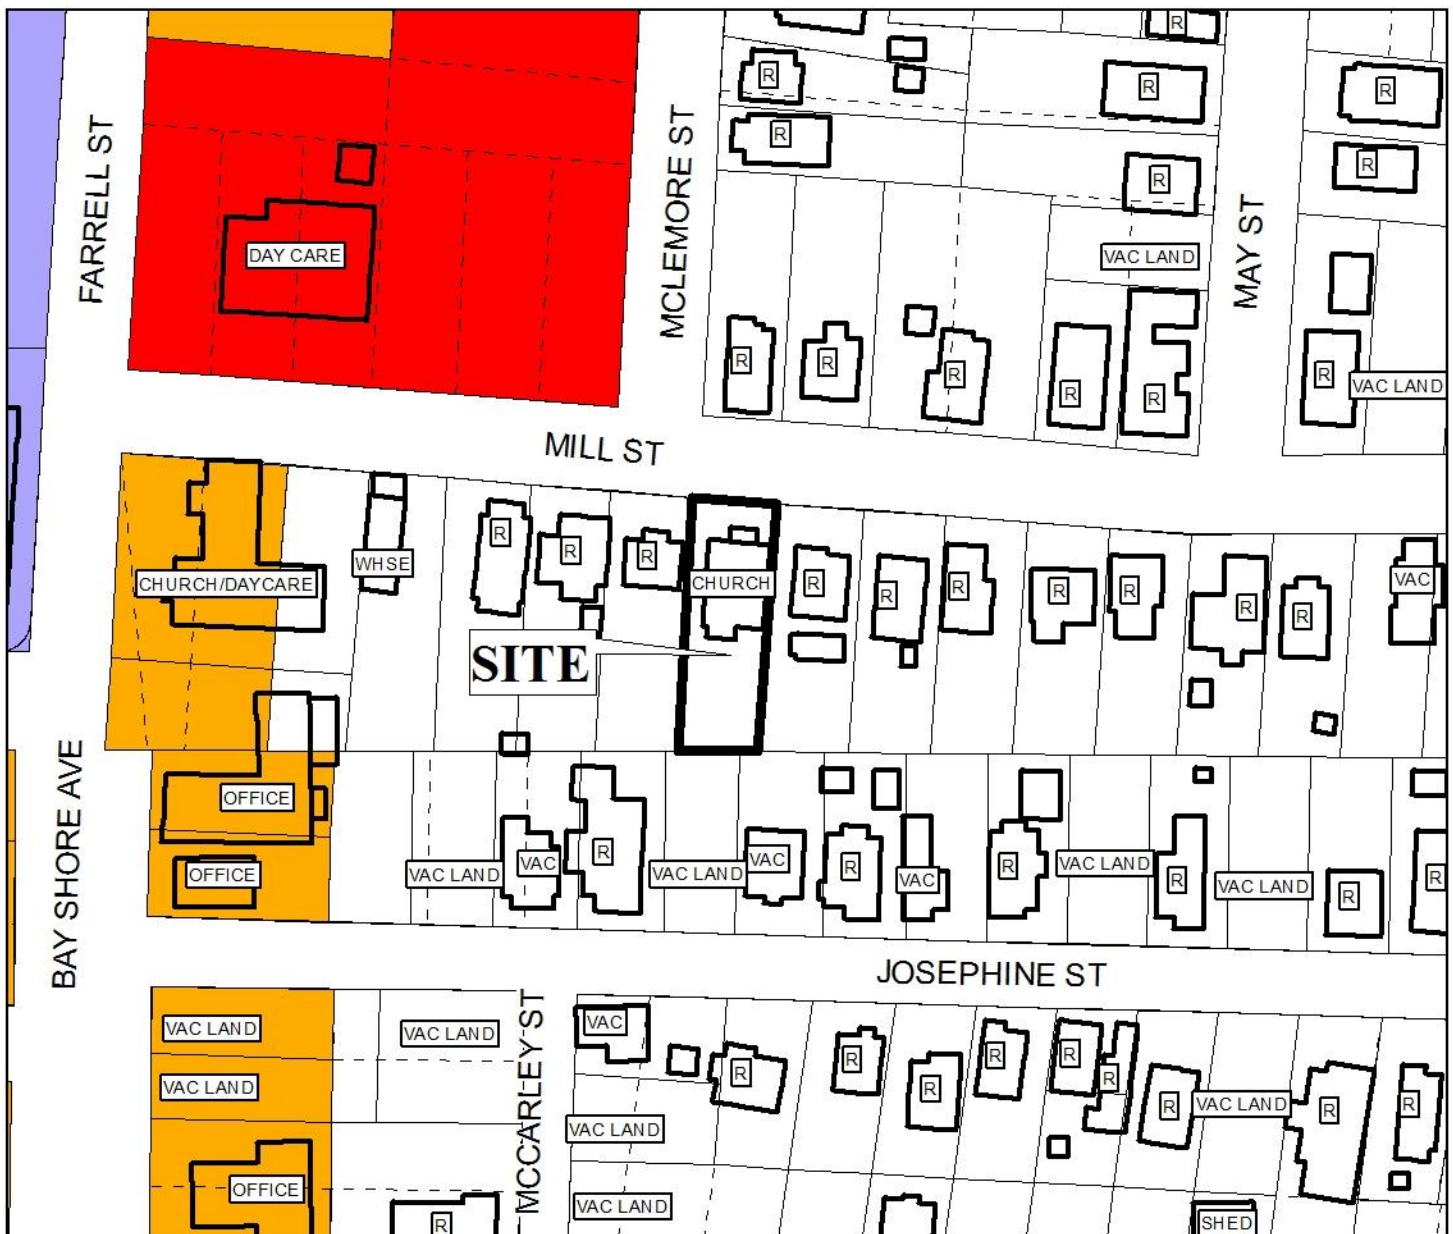 R
R
R
R
R
R
FARRELL ST
MCLEMORE ST
R
R
MAY ST
DAY CARE
VAC LAND
R
R
R
R
R
R
VAC LAND
MILL ST
R
R
R
WHSE
CHURCH/DAYCARE
CHURCH
R
R
R
R
R
R
R
VAC
SITE
BAY SHORE AVE
OFFICE
OFFICE
VAC LAND
VAC
R
VAC LAND
VAC
R
VAC
R
VAC LAND
R
VAC LAND
R
R
JOSEPHINE ST
VAC LAND
VAC LAND
MCCARLEY ST
VAC
R
R
R
R
R
R
R
VAC LAND
R
R
VAC LAND
VAC LAND
OFFICE
R
VAC LAND
SHED